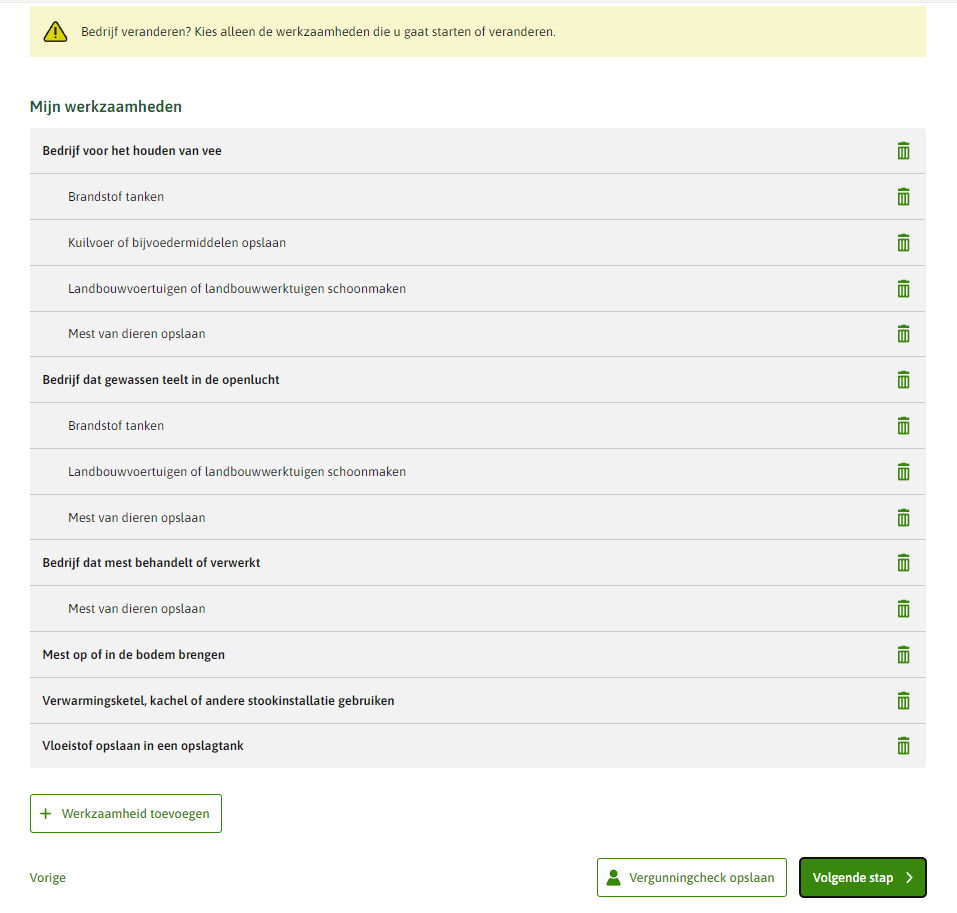 Bedrijf veranderen? Kies alleen de werkzaamheden die u gaat starten of veranderen.
Mijn werkzaamheden
Bedrijf voor het houden van vee
Brandstof tanken
Kuilvoer of bijvoedermiddelen opslaan
Landbouwvoertuigen of landbouwwerktuigen schoonmaken
Mest van dieren opslaan
Bedrijf dat gewassen teelt in de openlucht
Brandstof tanken
Landbouwvoertuigen of landbouwwerktuigen schoonmaken
Mest van dieren opslaan
Bedrijf dat mest behandelt of verwerkt
Mest van dieren opslaan
Mest op of in de bodem brengen
Verwarmingsketel, kachel of andere stookinstallatie gebruiken
Vloeistof opslaan in een opslagtank
+ Werkzaamheid toevoegen
Vorige
Vergunningcheck opslaan
Volgende stap